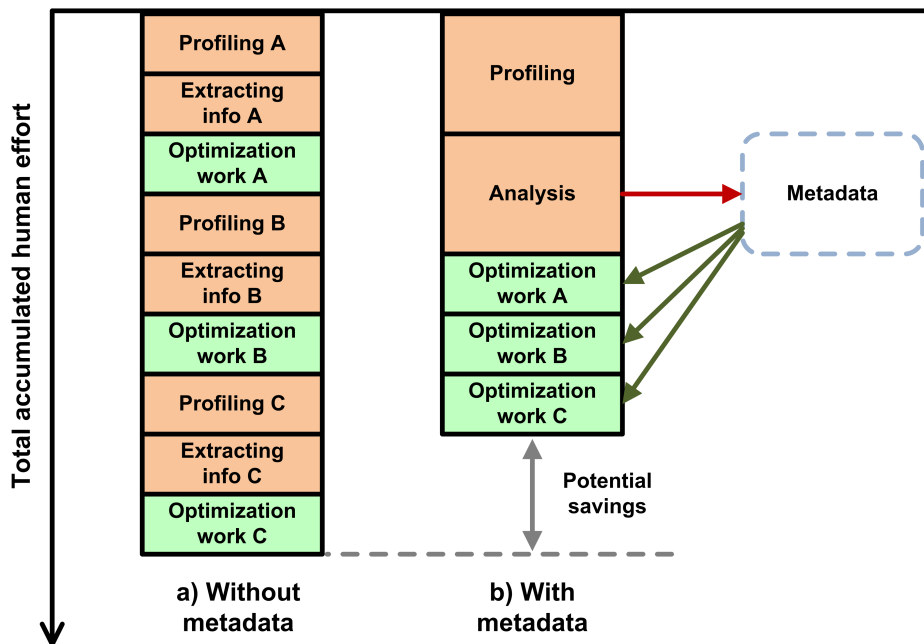 Total accumulated human effort
Profiling A
Extracting
info A
Optimization
work A
Profiling B
Extracting
info B
Optimization
work B
Profiling C
Extracting
info C
Optimization
work C
a) Without
metadata
Profiling
Analysis
Optimization
work A
Optimization
work B
Optimization
work C
Potential
savings
b) With
metadata
Metadata